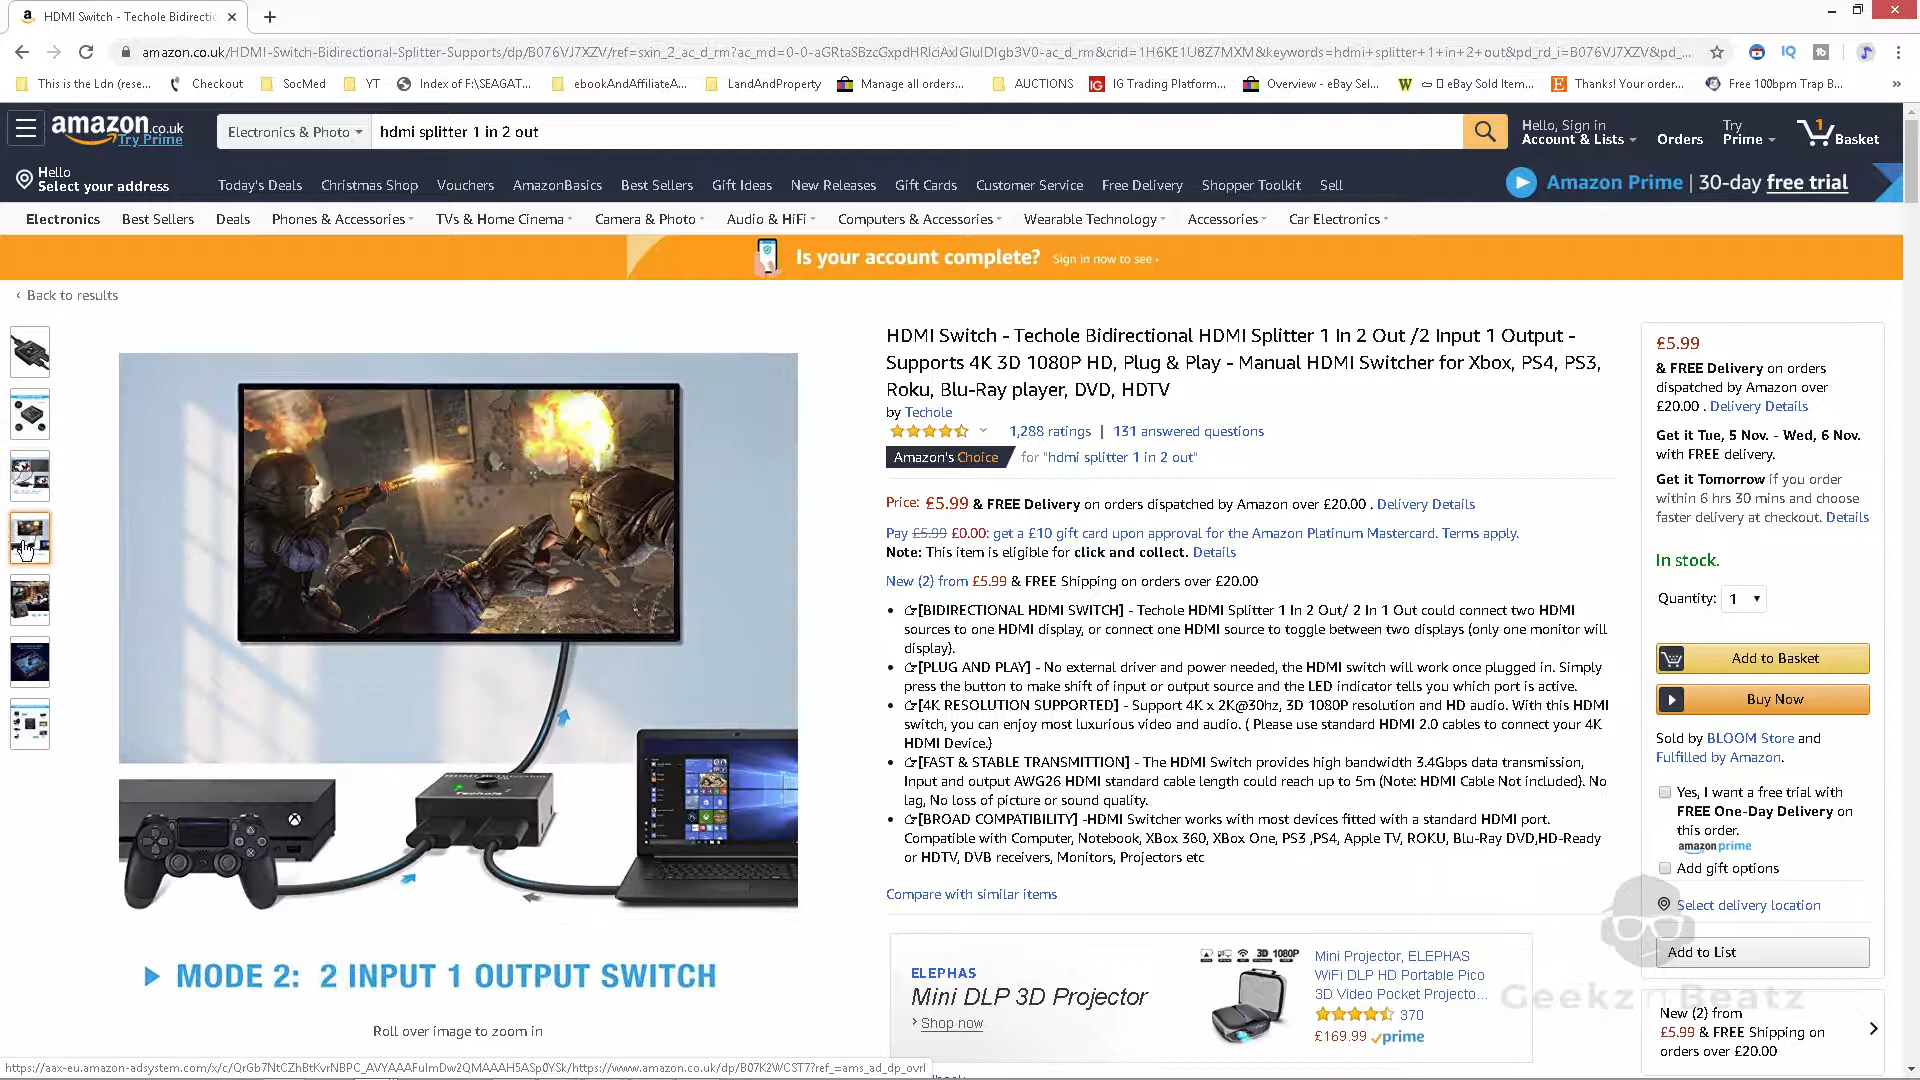 HDMI Switch - Techole Bidirectio
amazon.co.uk/HDMI-Switch-Bidirectional-Splitter-Supports/dp/B076VJ7XZV/ref=sxin_2_ac_d_rm?ac_md=0-0-aGRtaSBzcGxpdHRlciAxIGluIDIgb3V0-ac_d_rm&crid=1H6KE1U8Z7MXM&keywords=hdmi+splitter+1+in+2+out&pd_rd_i=B076VJ7XZV&pd_...
This is the Ldn (rese... Checkout SocMed YT Index of F:\SEAGAT... ebookAndAffiliateA... LandAndProperty Manage all orders... AUCTIONS IG Trading Platform... Overview - eBay Sel... eBay Sold Item... Thanks! Your order... Free 100bpm Trap B... »
amazon.co.uk
Try Prime
Electronics & Photo
hdmi splitter 1 in 2 out
Hello, Sign in
Account & Lists
Orders
Try
Prime
1
Basket
Hello
Select your address
Today's Deals Christmas Shop Vouchers AmazonBasics Best Sellers Gift Ideas New Releases Gift Cards Customer Service Free Delivery Shopper Toolkit Sell
Amazon Prime | 30-day free trial
Electronics Best Sellers Deals Phones & Accessories TVs & Home Cinema Camera & Photo Audio & HiFi Computers & Accessories Wearable Technology Accessories Car Electronics
Is your account complete? Sign in now to see ›
‹ Back to results
Techole
MODE 2: 2 INPUT 1 OUTPUT SWITCH
Roll over image to zoom in
HDMI Switch - Techole Bidirectional HDMI Splitter 1 In 2 Out /2 Input 1 Output -
Supports 4K 3D 1080P HD, Plug & Play - Manual HDMI Switcher for Xbox, PS4, PS3,
Roku, Blu-Ray player, DVD, HDTV
by Techole
1,288 ratings | 131 answered questions
Amazon's Choice for "hdmi splitter 1 in 2 out"
Price: £5.99 & FREE Delivery on orders dispatched by Amazon over £20.00 . Delivery Details
Pay £5.99 £0.00: get a £10 gift card upon approval for the Amazon Platinum Mastercard. Terms apply.
Note: This item is eligible for click and collect. Details
New (2) from £5.99 & FREE Shipping on orders over £20.00
• 👉[BIDIRECTIONAL HDMI SWITCH] - Techole HDMI Splitter 1 In 2 Out/ 2 In 1 Out could connect two HDMI
sources to one HDMI display, or connect one HDMI source to toggle between two displays (only one monitor will
display).
• 👉[PLUG AND PLAY] - No external driver and power needed, the HDMI switch will work once plugged in. Simply
press the button to make shift of input or output source and the LED indicator tells you which port is active.
• 👉[4K RESOLUTION SUPPORTED] - Support 4K x 2K@30hz, 3D 1080P resolution and HD audio. With this HDMI
switch, you can enjoy most luxurious video and audio. ( Please use standard HDMI 2.0 cables to connect your 4K
HDMI Device.)
• 👉[FAST & STABLE TRANSMITTION] - The HDMI Switch provides high bandwidth 3.4Gbps data transmission,
Input and output AWG26 HDMI standard cable length could reach up to 5m (Note: HDMI Cable Not included). No
lag, No loss of picture or sound quality.
• 👉[BROAD COMPATIBILITY] -HDMI Switcher works with most devices fitted with a standard HDMI port.
Compatible with Computer, Notebook, XBox 360, XBox One, PS3 ,PS4, Apple TV, ROKU, Blu-Ray DVD,HD-Ready
or HDTV, DVB receivers, Monitors, Projectors etc
Compare with similar items
ELEPHAS
Mini DLP 3D Projector
› Shop now
3D 1080P
Mini Projector, ELEPHAS
WiFi DLP HD Portable Pico
3D Video Pocket Projecto...
370
£169.99 prime
£5.99
& FREE Delivery on orders
dispatched by Amazon over
£20.00 . Delivery Details
Get it Tue, 5 Nov. - Wed, 6 Nov.
with FREE delivery.
Get it Tomorrow if you order
within 6 hrs 30 mins and choose
faster delivery at checkout. Details
In stock.
Quantity: 1
Add to Basket
Buy Now
Sold by BLOOM Store and
Fulfilled by Amazon.
Yes, I want a free trial with
FREE One-Day Delivery on
this order.
amazon prime
Add gift options
Select delivery location
Add to List
Geekz n Beatz
New (2) from
£5.99 & FREE Shipping on
orders over £20.00